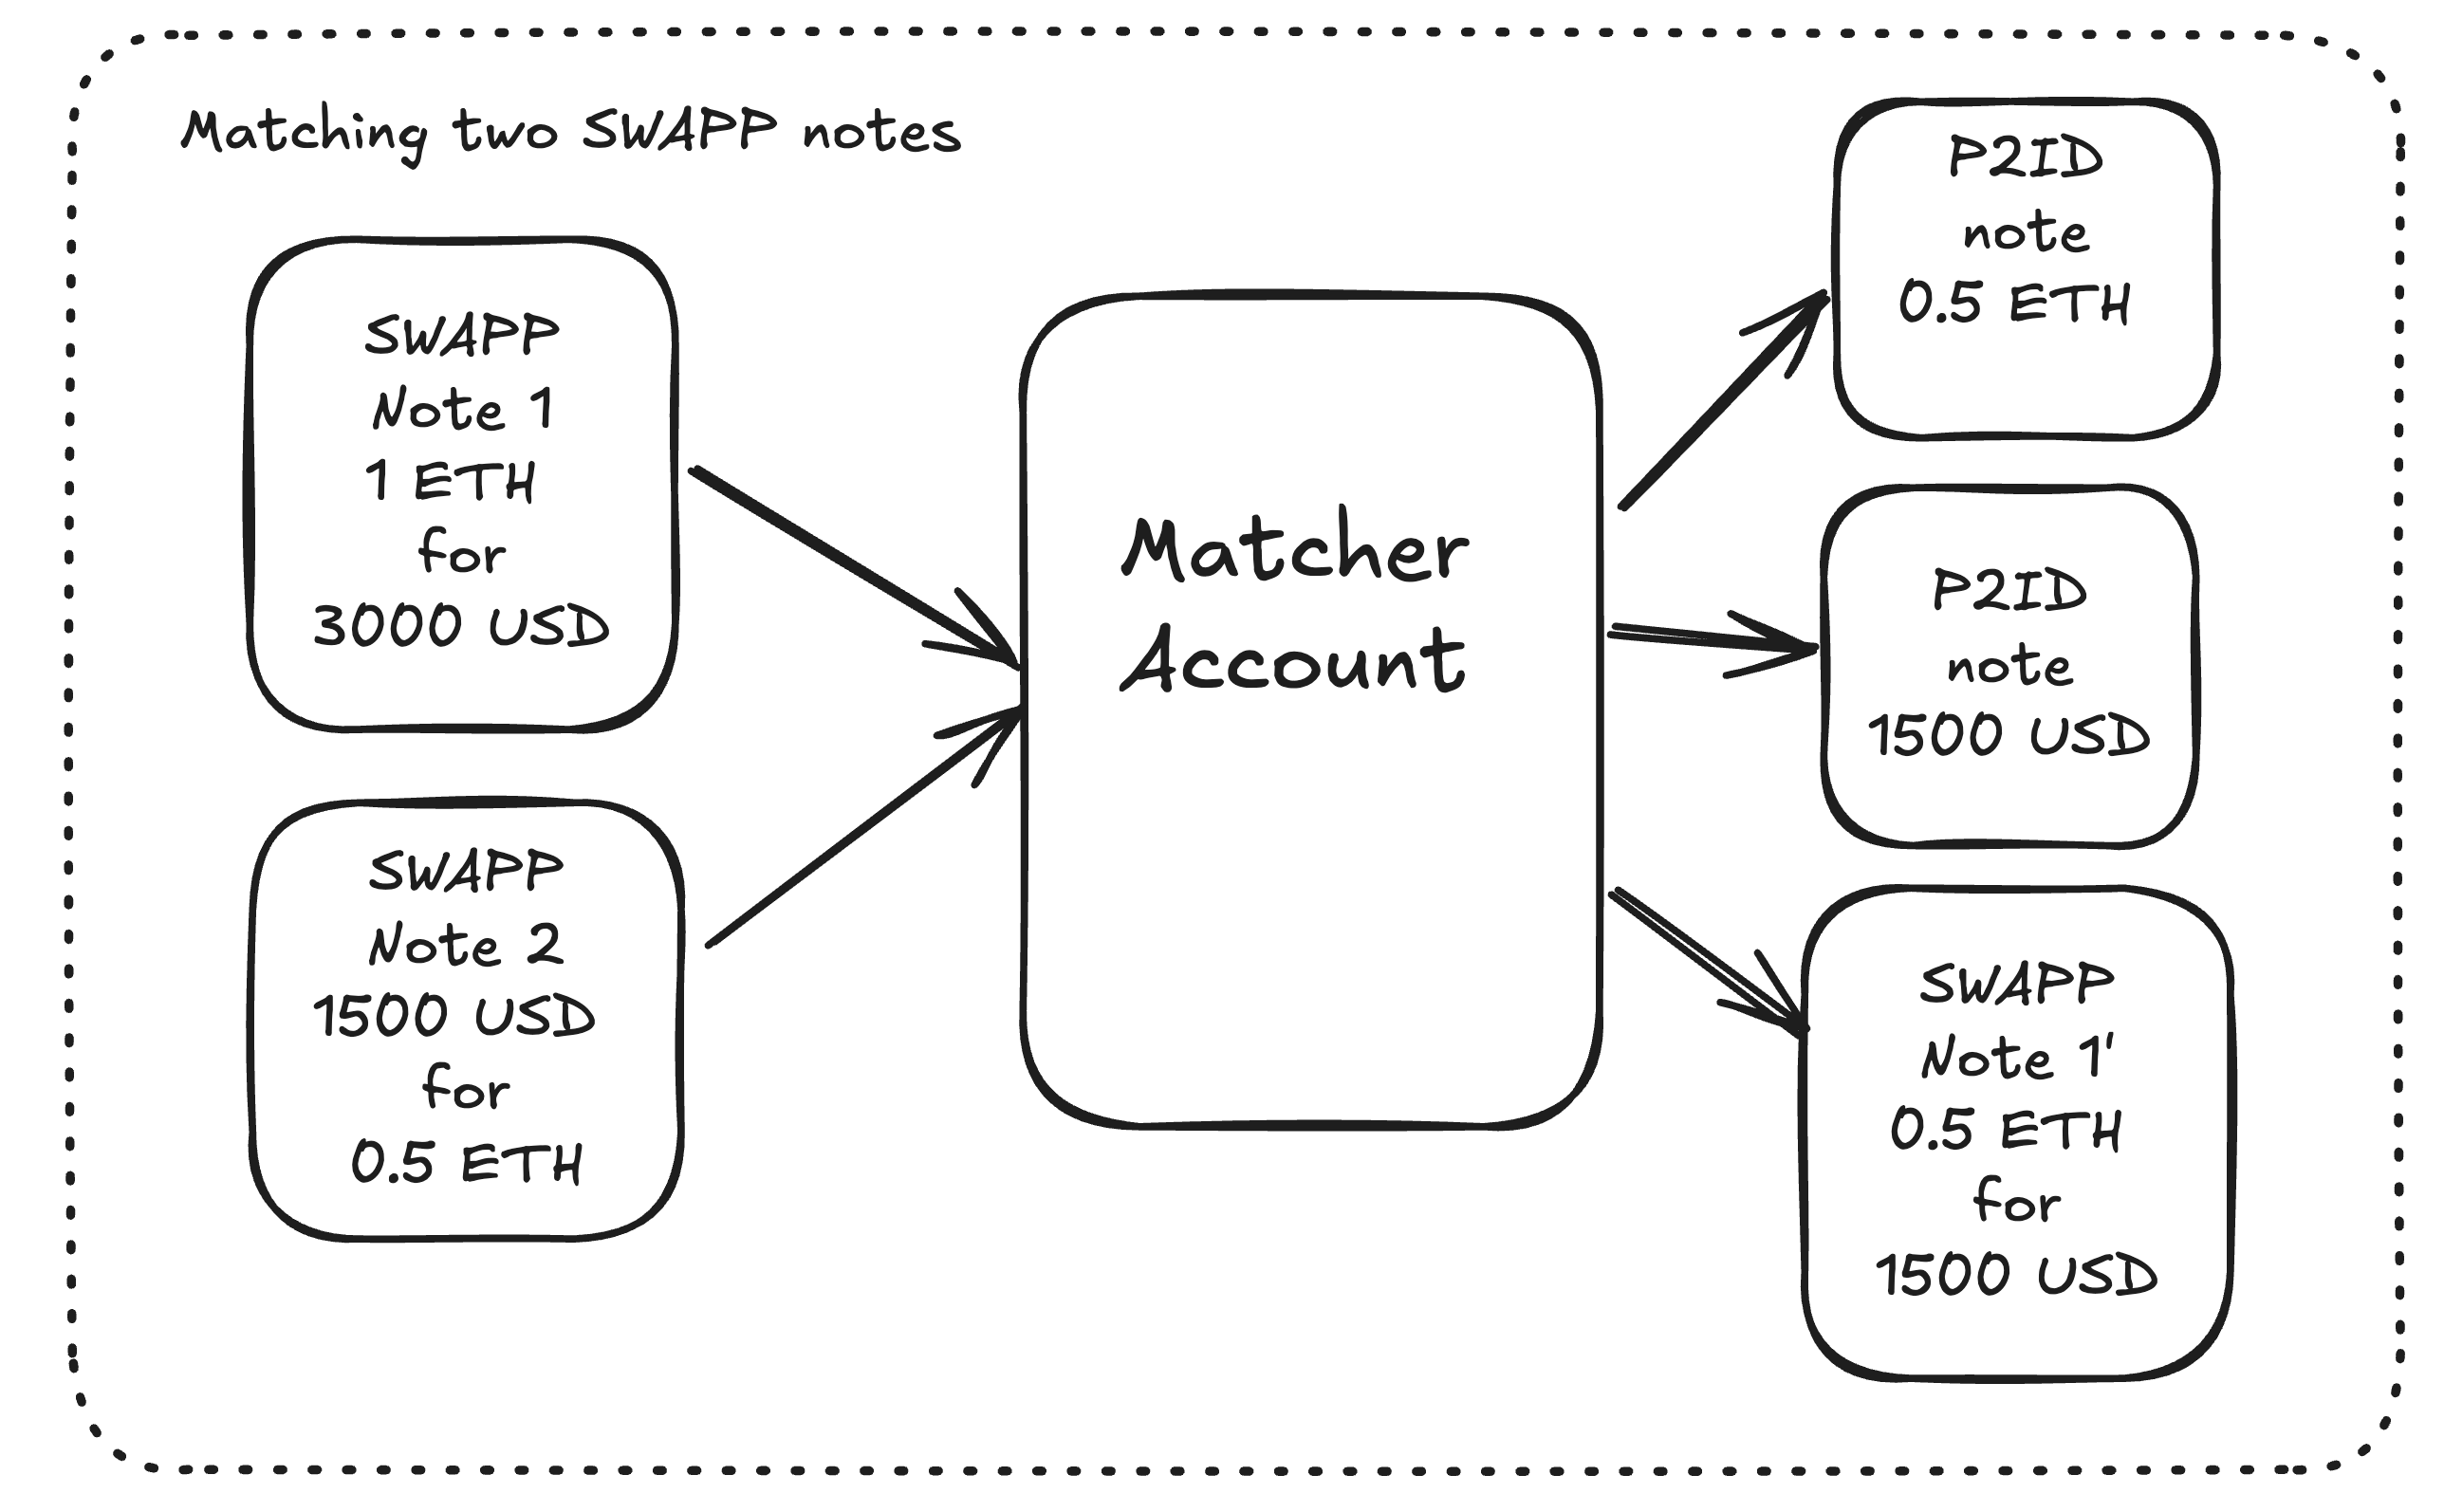 Matching two SWAPP notes
SWAPP
Note 1
1 ETH
for
3000 USD
SWAPP
Note 2
1500 USD
for
0.5 ETH
Matcher
Account
P2ID
note
0.5 ETH
P2ID
note
1500 USD
SWAPP
Note 1'
0.5 ETH
for
1500 USD